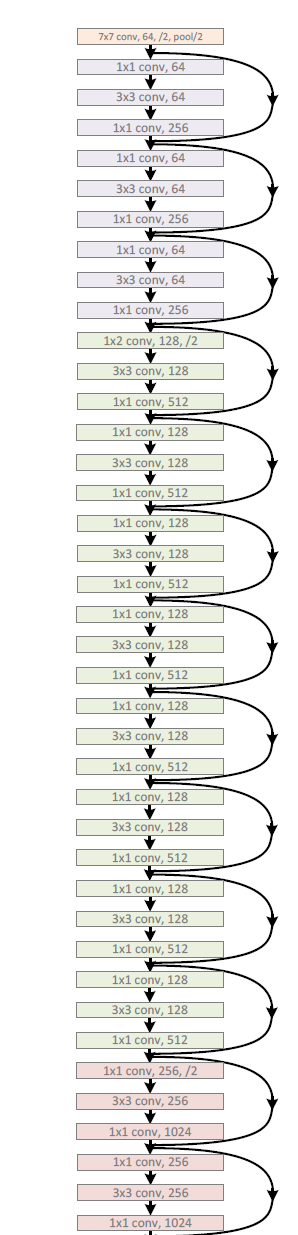 7x7 conv, 64, /2, pool/2
1x1 conv, 64
3x3 conv, 64
1x1 conv, 256
1x1 conv, 64
3x3 conv, 64
1x1 conv, 256
1x1 conv, 64
3x3 conv, 64
1x1 conv, 256
1x2 conv, 128, /2
3x3 conv, 128
1x1 conv, 512
1x1 conv, 128
3x3 conv, 128
1x1 conv, 512
1x1 conv, 128
3x3 conv, 128
1x1 conv, 512
1x1 conv, 128
3x3 conv, 128
1x1 conv, 512
1x1 conv, 128
3x3 conv, 128
1x1 conv, 512
1x1 conv, 128
3x3 conv, 128
1x1 conv, 512
1x1 conv, 128
3x3 conv, 128
1x1 conv, 512
1x1 conv, 128
3x3 conv, 128
1x1 conv, 512
1x1 conv, 256, /2
3x3 conv, 256
1x1 conv, 1024
1x1 conv, 256
3x3 conv, 256
1x1 conv, 1024